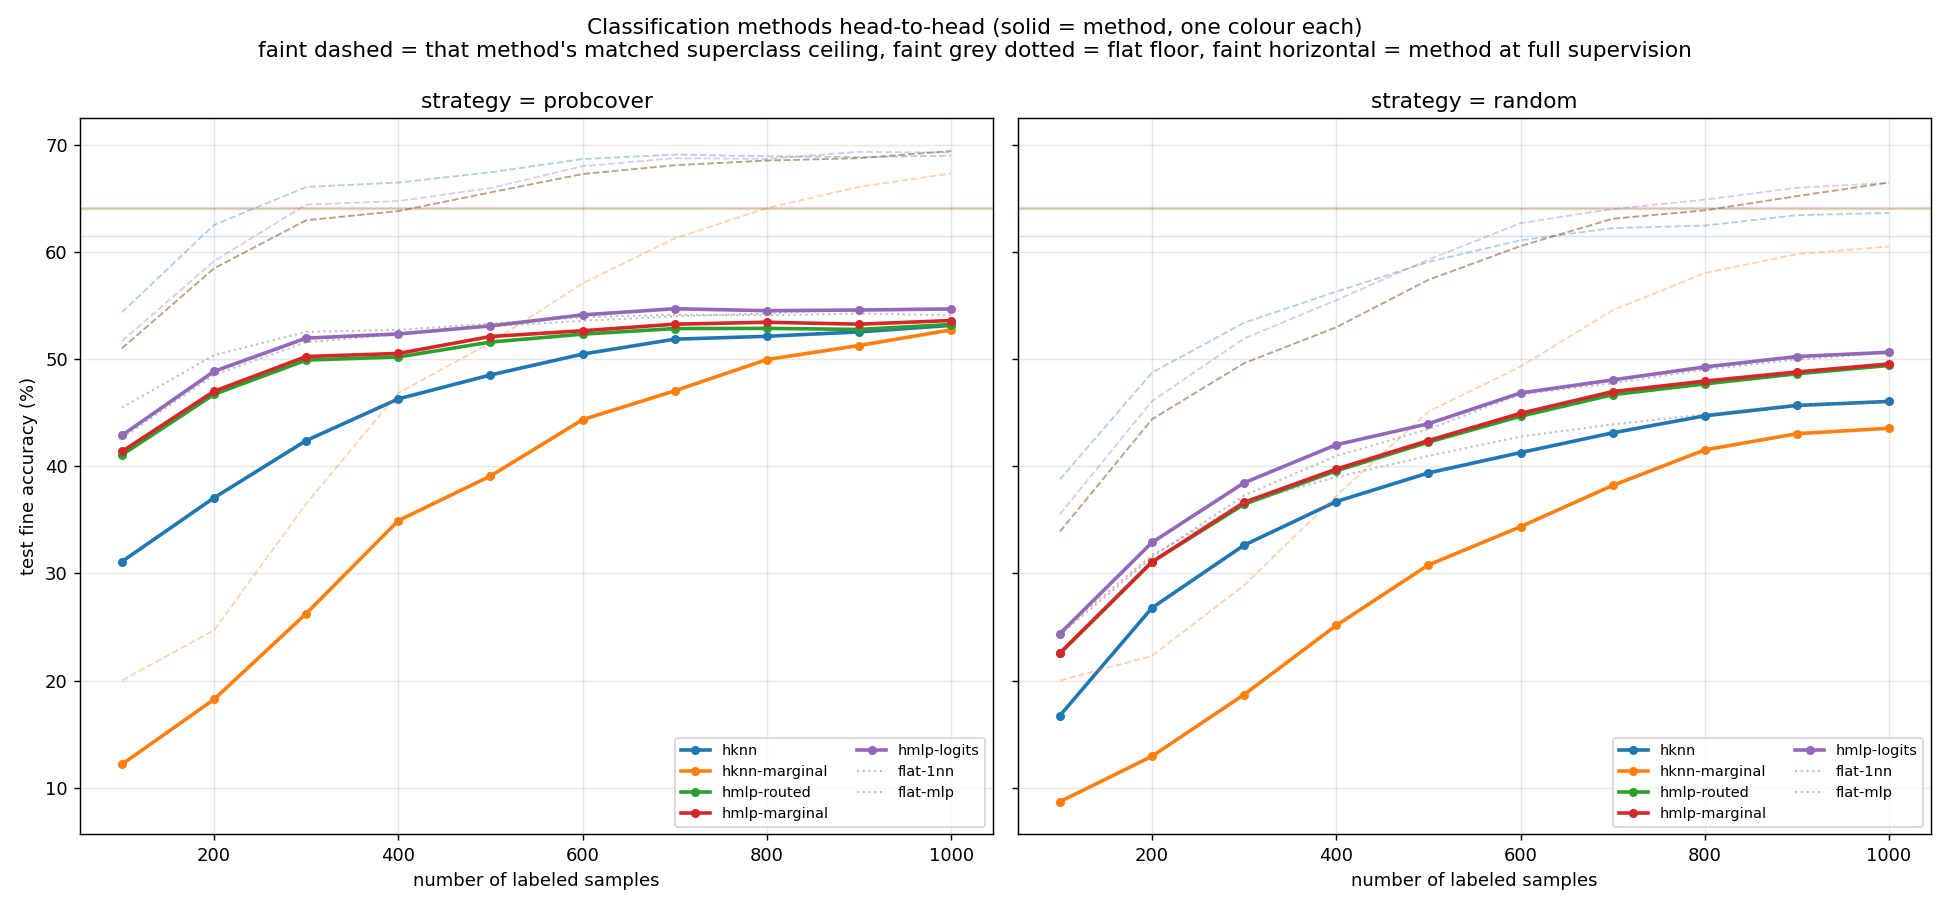 Classification methods head-to-head (solid = method, one colour each)
faint dashed = that method's matched superclass ceiling, faint grey dotted = flat floor, faint horizontal = method at full supervision
strategy = probcover
strategy = random
test fine accuracy (%)
70
60
50
40
30
20
10
200
400
600
800
1000
number of labeled samples
hknn
hknn-marginal
hmlp-routed
hmlp-marginal
hmlp-logits
flat-1nn
flat-mlp
200
400
600
800
1000
number of labeled samples
hknn
hknn-marginal
hmlp-routed
hmlp-marginal
hmlp-logits
flat-1nn
flat-mlp